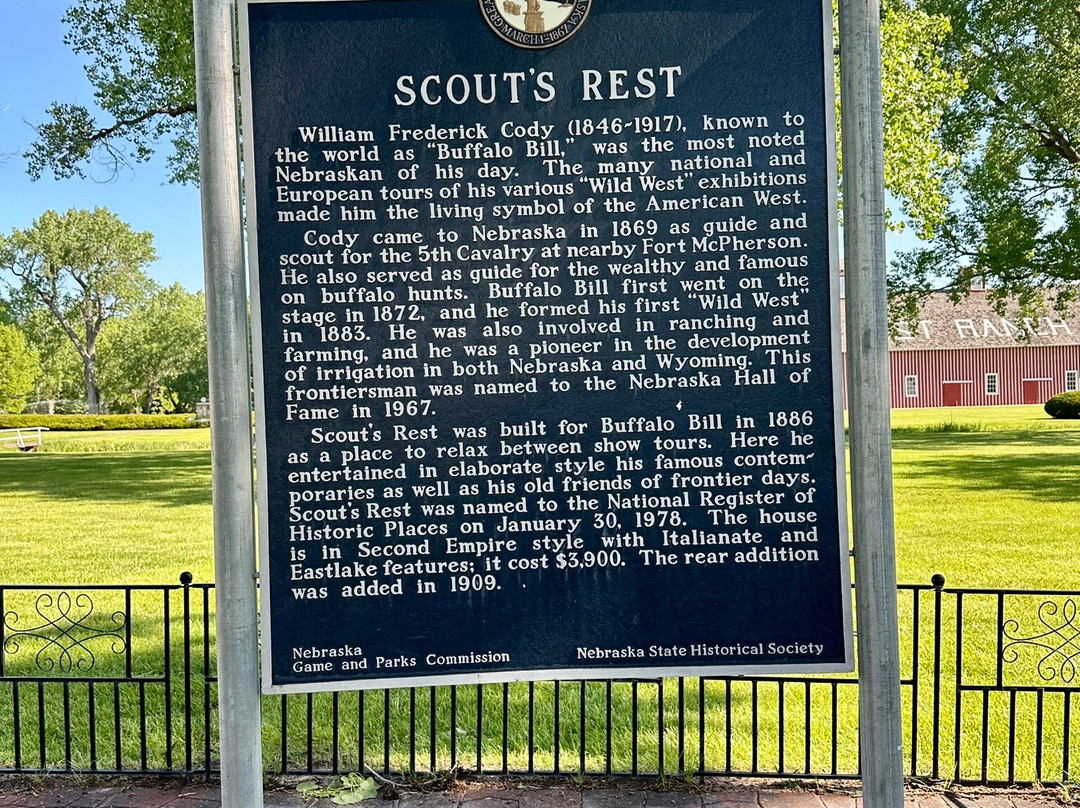 MARCH 1ST 1867
SCOUT'S REST
William Frederick Cody (1846-1917), known to
the world as "Buffalo Bill," was the most noted
Nebraskan of his day. The many national and
European tours of his various "Wild West" exhibitions
made him the living symbol of the American West.
Cody came to Nebraska in 1869 as guide and
scout for the 5th Cavalry at nearby Fort McPherson.
He also served as guide for the wealthy and famous
on buffalo hunts. Buffalo Bill first went on the
stage in 1872, and he formed his first "Wild West"
in 1883. He was also involved in ranching and
farming, and he was a pioneer in the development
of irrigation in both Nebraska and Wyoming. This
frontiersman was named to the Nebraska Hall of
Fame in 1967.
Scout's Rest was built for Buffalo Bill in 1886
as a place to relax between show tours. Here he
entertained in elaborate style his famous contem-
poraries as well as his old friends of frontier days.
Scout's Rest was named to the National Register of
Historic Places on January 30, 1978. The house
is in Second Empire style with Italianate and
Eastlake features; it cost $3,900. The rear addition
was added in 1909.
Nebraska
Game and Parks Commission
Nebraska State Historical Society
RANCH